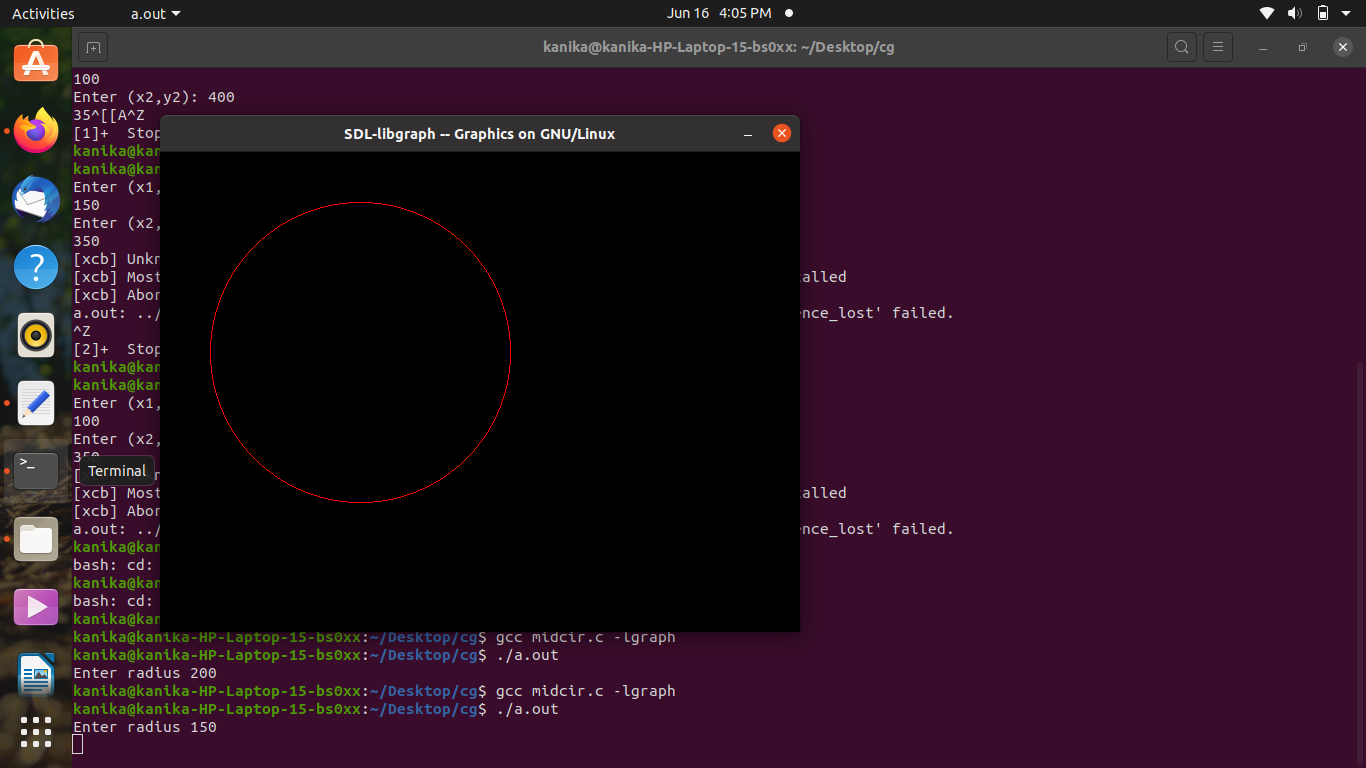 Activities a.out Jun 16 4:05 PM
kanika@kanika-HP-Laptop-15-bs0xx: ~/Desktop/cg
100
Enter (x2,y2): 400
35^[[A^Z
[1]+ Stop
SDL-libgraph -- Graphics on GNU/Linux
kanika@kan
kanika@kan
Enter (x1,
150
Enter (x2,
350
[xcb] Unkn
[xcb] Most alled
[xcb] Abor
a.out: ../ ence_lost' failed.
^Z
[2]+ Stop
kanika@kan
kanika@kan
Enter (x1,
100
Enter (x2,
350
Terminal
[xcb] Most alled
[xcb] Abor
a.out: ../ ence_lost' failed.
kanika@kan
bash: cd:
kanika@kan
bash: cd:
kanika@kan
kanika@kanika-HP-Laptop-15-bs0xx:~/Desktop/cg$ gcc midcir.c -lgraph
kanika@kanika-HP-Laptop-15-bs0xx:~/Desktop/cg$ ./a.out
Enter radius 200
kanika@kanika-HP-Laptop-15-bs0xx:~/Desktop/cg$ gcc midcir.c -lgraph
kanika@kanika-HP-Laptop-15-bs0xx:~/Desktop/cg$ ./a.out
Enter radius 150